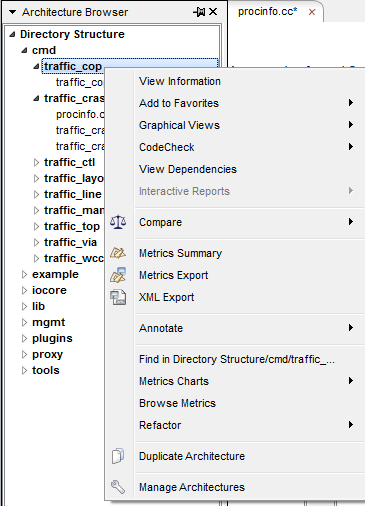 Architecture Browser
procinfo.cc*
Directory Structure
cmd
traffic_cop
traffic_co
traffic_cras
procinfo.c
traffic_cra
traffic_cra
traffic_ctl
traffic_layo
traffic_line
traffic_man
traffic_top
traffic_via
traffic_wcc
example
iocore
lib
mgmt
plugins
proxy
tools
View Information
Add to Favorites
Graphical Views
CodeCheck
View Dependencies
Interactive Reports
Compare
Metrics Summary
Metrics Export
XML Export
Annotate
Find in Directory Structure/cmd/traffic_...
Metrics Charts
Browse Metrics
Refactor
Duplicate Architecture
Manage Architectures